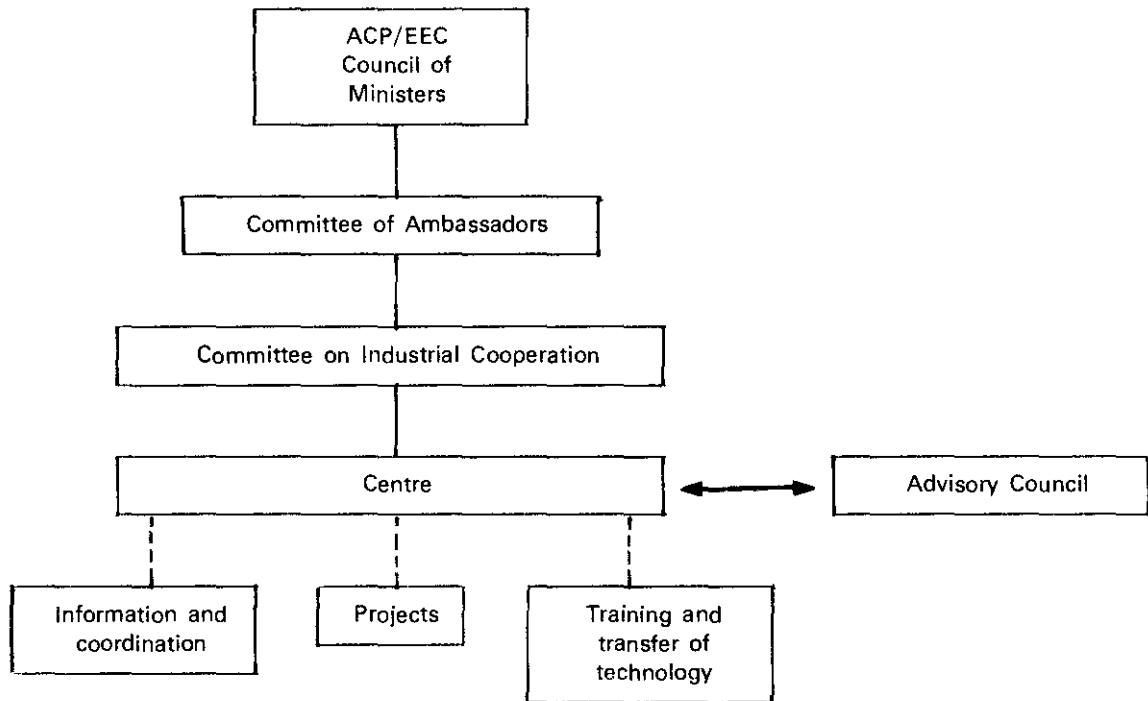 ACP/EEC
Council of
Ministers
Committee of Ambassadors
Committee on Industrial Cooperation
Centre
Advisory Council
Information and
coordination
Projects
Training and
transfer of
technology